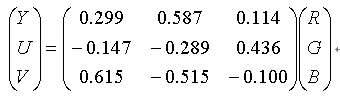 Y = 0.299 0.587 0.114 R
U = -0.147 -0.289 0.436 G
V = 0.615 -0.515 -0.100 B